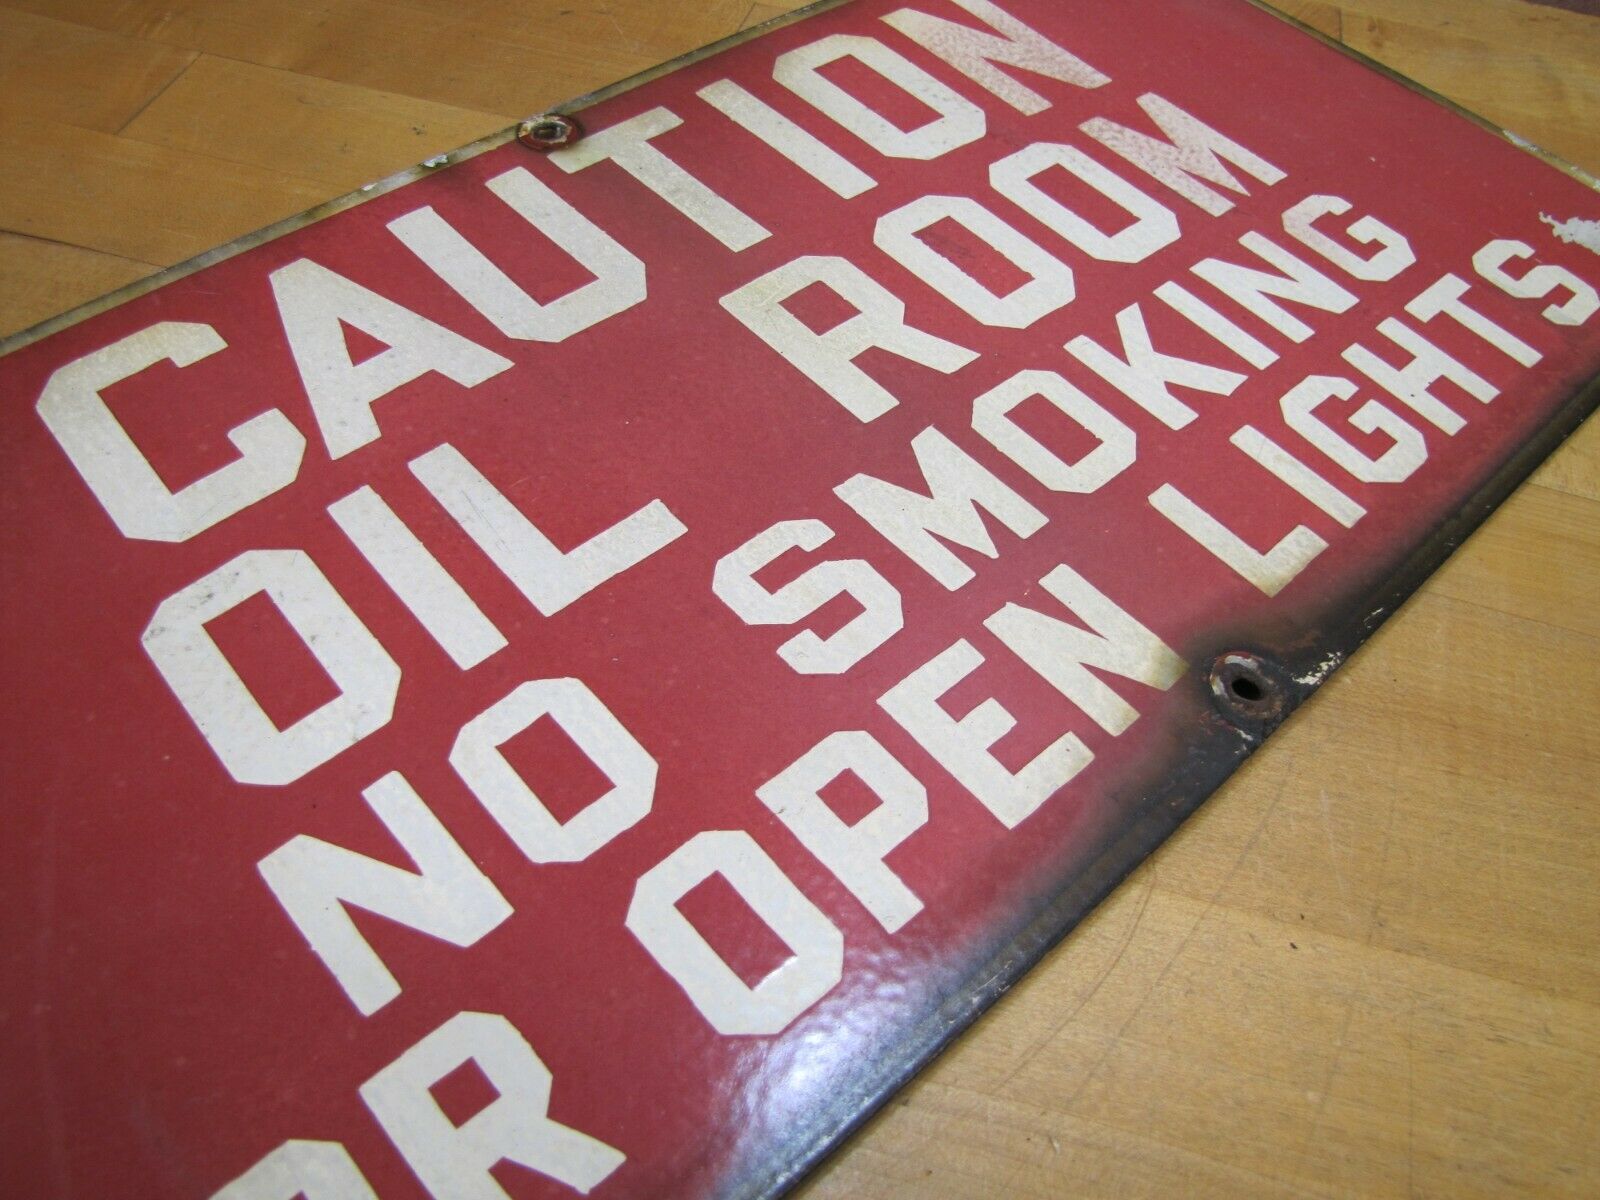 CAUTION
OIL ROOM
NO SMOKING
OR OPEN LIGHTS